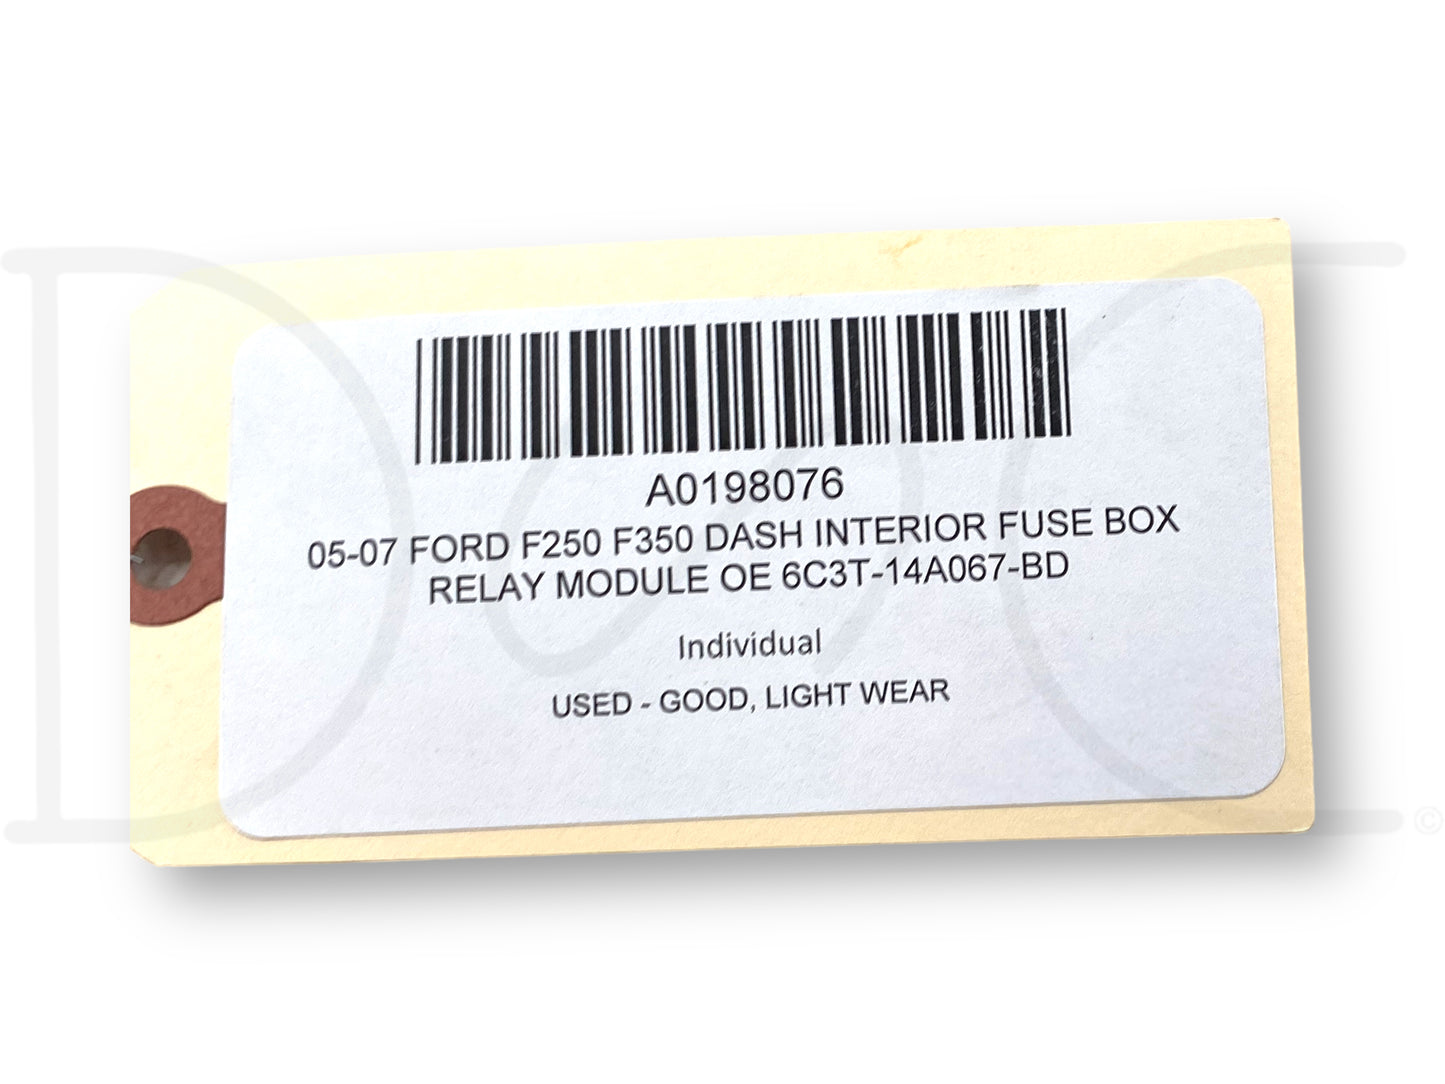 A0198076
05-07 FORD F250 F350 DASH INTERIOR FUSE BOX
RELAY MODULE OE 6C3T-14A067-BD
Individual
USED - GOOD, LIGHT WEAR
©